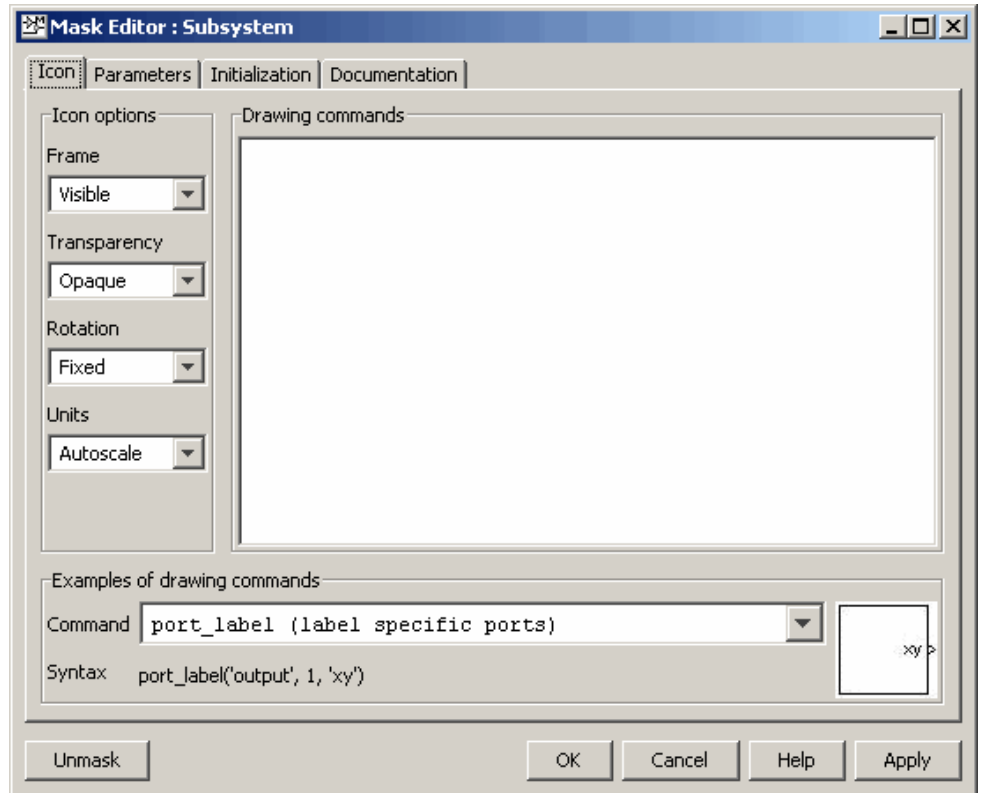 Mask Editor : Subsystem
Icon Parameters Initialization Documentation
Icon options
Frame
Visible
Transparency
Opaque
Rotation
Fixed
Units
Autoscale
Drawing commands
Examples of drawing commands
Command port_label (label specific ports)
Syntax port_label('output', 1, 'xy')
xy >
Unmask OK Cancel Help Apply